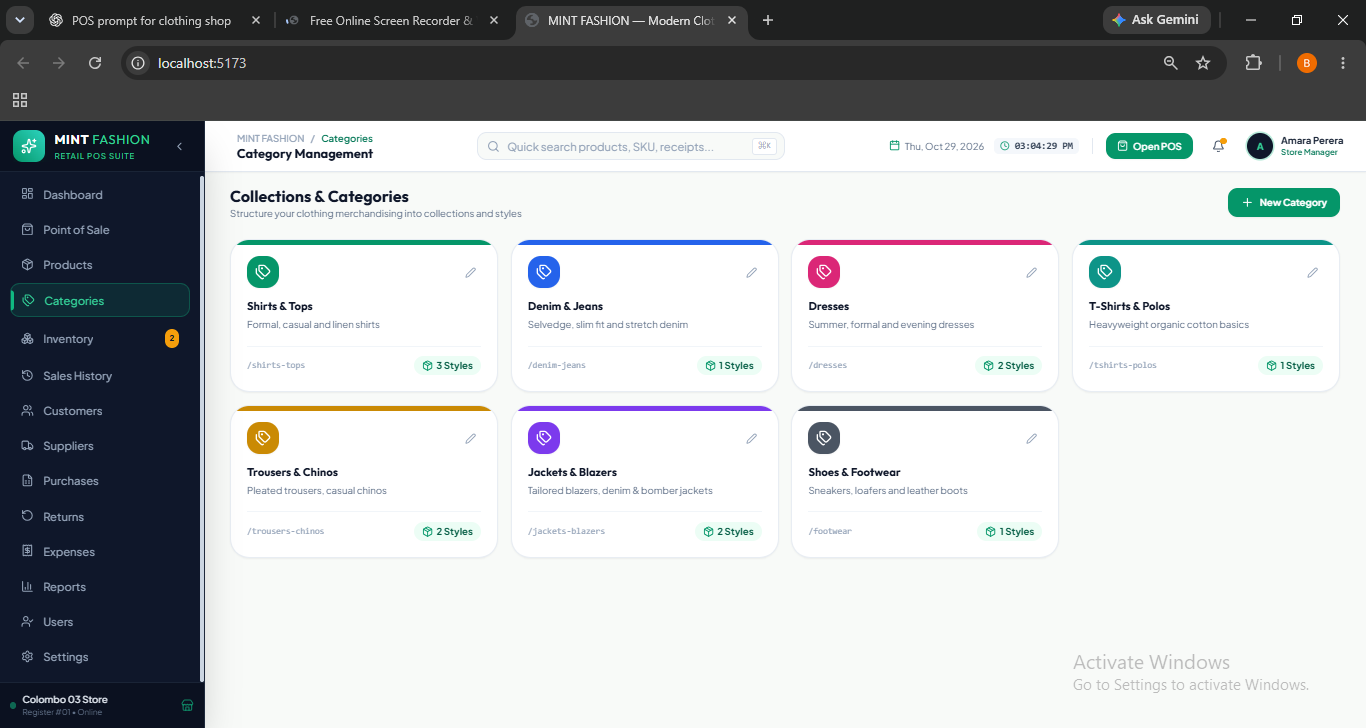 POS prompt for clothing shop
Free Online Screen Recorder &
MINT FASHION — Modern Clot
Ask Gemini
localhost:5173
B
MINT FASHION
RETAIL POS SUITE
Dashboard
Point of Sale
Products
Categories
Inventory
2
Sales History
Customers
Suppliers
Purchases
Returns
Expenses
Reports
Users
Settings
Colombo 03 Store
Register #01 • Online
MINT FASHION / Categories
Category Management
Quick search products, SKU, receipts...
⌘K
Thu, Oct 29, 2026
03:04:29 PM
Open POS
A
Amara Perera
Store Manager
Collections & Categories
Structure your clothing merchandising into collections and styles
New Category
Shirts & Tops
Formal, casual and linen shirts
/shirts-tops
3 Styles
Denim & Jeans
Selvedge, slim fit and stretch denim
/denim-jeans
1 Styles
Dresses
Summer, formal and evening dresses
/dresses
2 Styles
T-Shirts & Polos
Heavyweight organic cotton basics
/tshirts-polos
1 Styles
Trousers & Chinos
Pleated trousers, casual chinos
/trousers-chinos
2 Styles
Jackets & Blazers
Tailored blazers, denim & bomber jackets
/jackets-blazers
2 Styles
Shoes & Footwear
Sneakers, loafers and leather boots
/footwear
1 Styles
Activate Windows
Go to Settings to activate Windows.